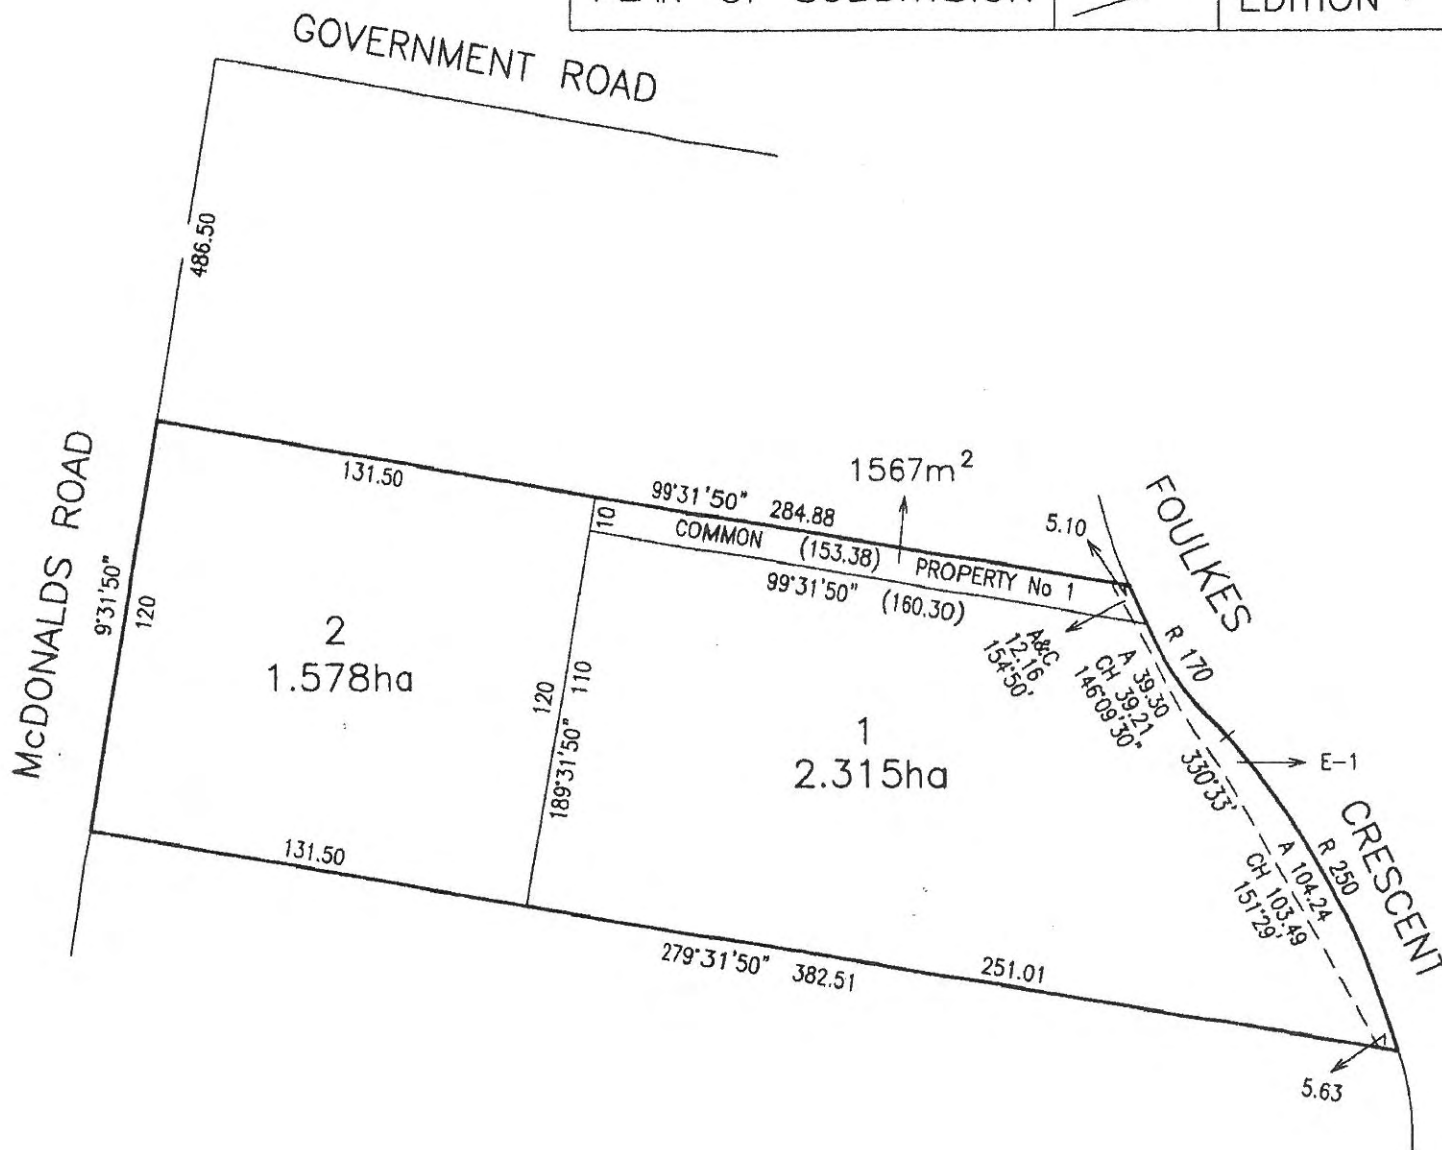 EDITION
GOVERNMENT ROAD
486.50
McDONALDS ROAD
9°31'50"
120
131.50
99°31'50" 284.88
1567m²
10
COMMON (153.38) PROPERTY No 1
99°31'50" (160.30)
5.10
FOULKES
CRESCENT
A&C
12.16
154°50'
R 170
A 39.30
CH 39.21
146°09'30"
330°33'
E-1
2
1.578ha
120
110
189°31'50"
1
2.315ha
R 250
A 104.24
CH 103.49
151°29'
131.50
279°31'50" 382.51
251.01
5.63